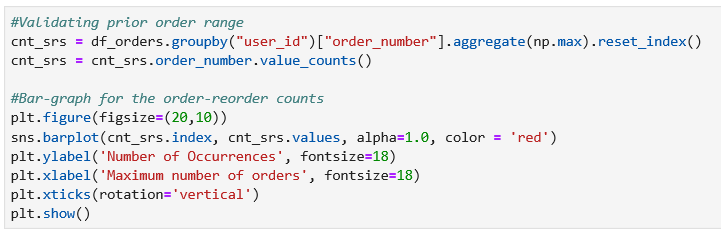 #Validating prior order range
cnt_srs = df_orders.groupby("user_id")["order_number"].aggregate(np.max).reset_index()
cnt_srs = cnt_srs.order_number.value_counts()
#Bar-graph for the order-reorder counts
plt.figure(figsize=(20,10))
sns.barplot(cnt_srs.index, cnt_srs.values, alpha=1.0, color = 'red')
plt.ylabel('Number of Occurrences', fontsize=18)
plt.xlabel('Maximum number of orders', fontsize=18)
plt.xticks(rotation='vertical')
plt.show()